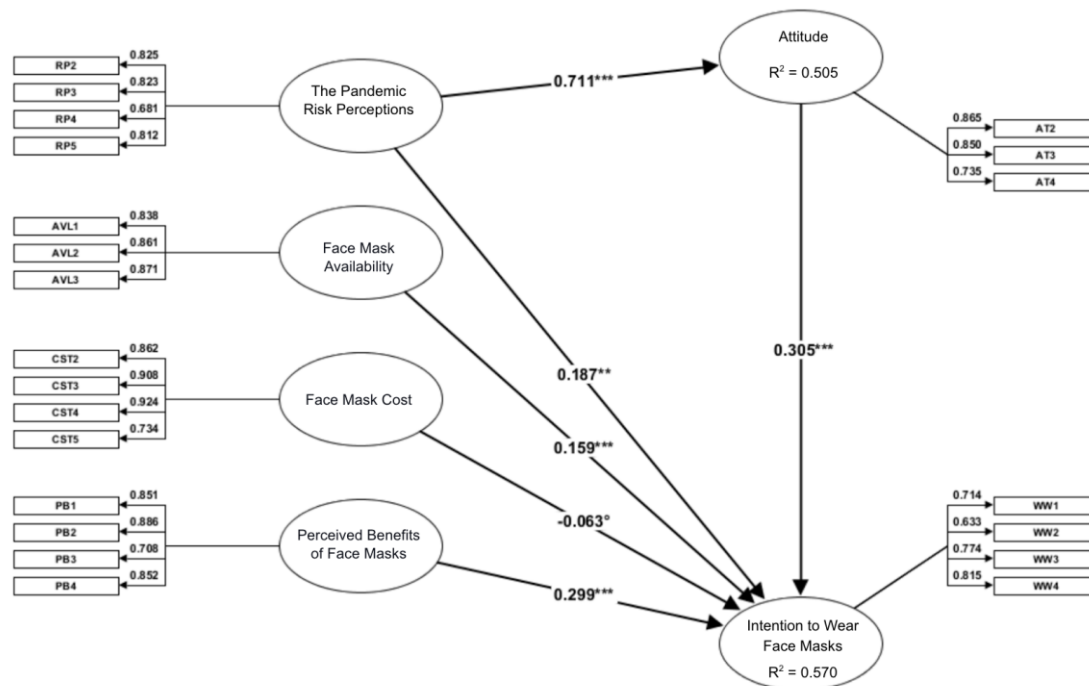 Attitude
R² = 0.505
0.825
RP2
0.823
RP3
0.681
RP4
0.812
RP5
The Pandemic
Risk Perceptions
0.711***
0.865
AT2
0.850
AT3
0.735
AT4
0.838
AVL1
0.861
AVL2
0.871
AVL3
Face Mask
Availability
0.305***
0.187**
0.862
CST2
0.908
CST3
0.924
CST4
0.734
CST5
Face Mask Cost
0.159***
-0.063°
0.851
PB1
0.886
PB2
0.708
PB3
0.852
PB4
Perceived Benefits
of Face Masks
0.299***
0.714
WW1
0.633
WW2
0.774
WW3
0.815
WW4
Intention to Wear
Face Masks
R² = 0.570